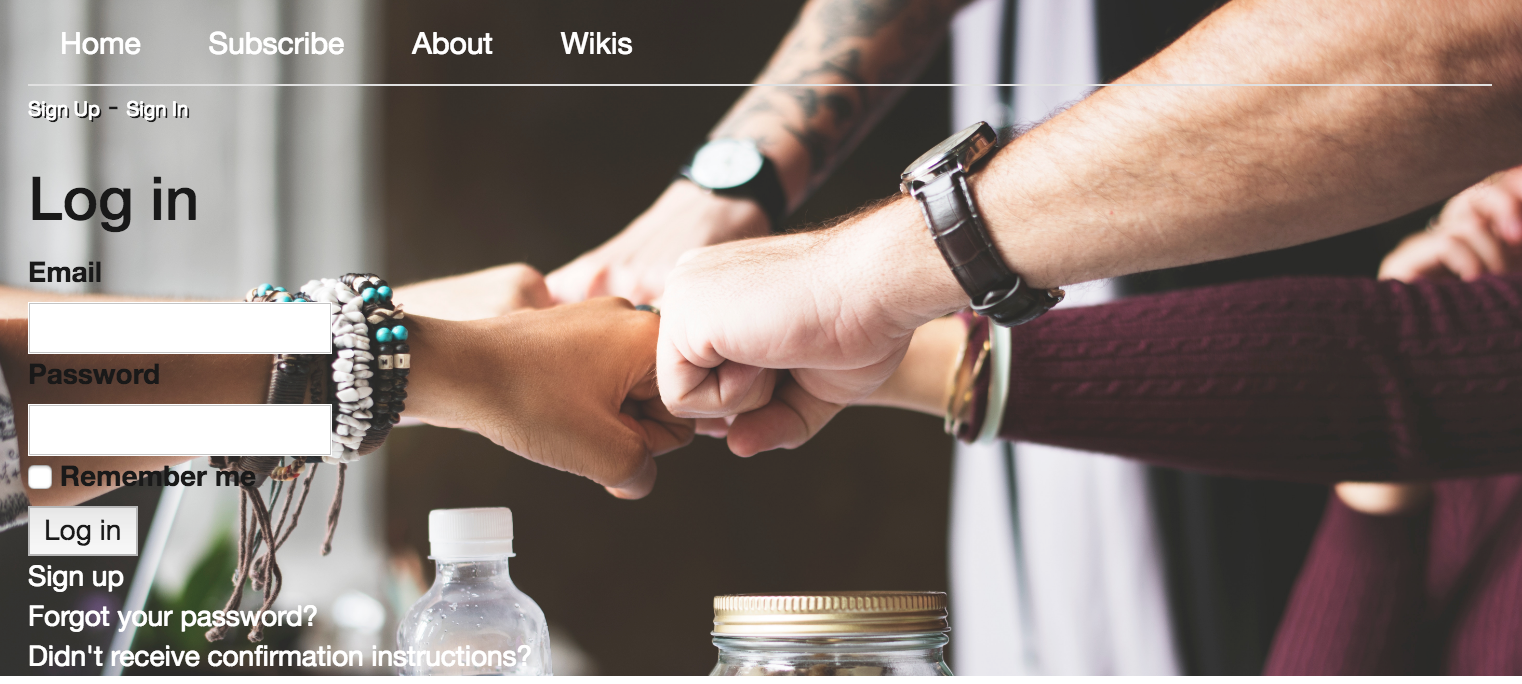 Home Subscribe About Wikis
Sign Up - Sign In
Log in
Email
Password
Remember me
Log in
Sign up
Forgot your password?
Didn't receive confirmation instructions?